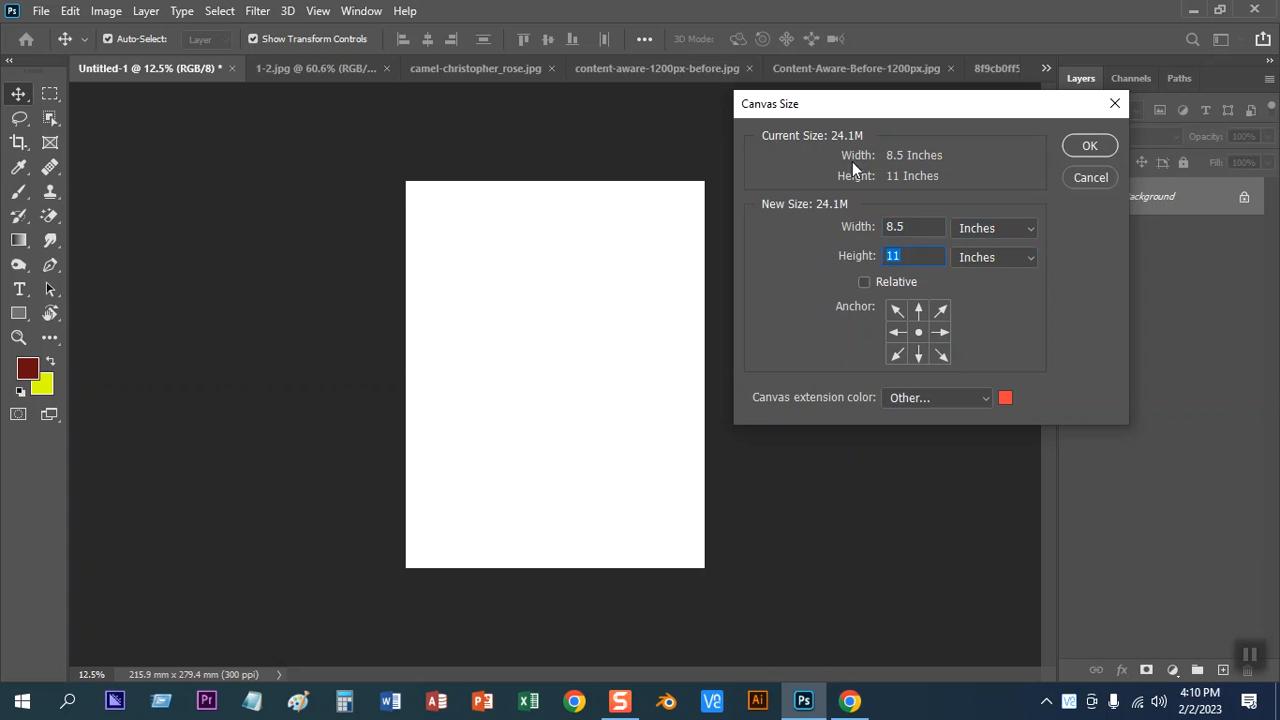 Ps File Edit Image Layer Type Select Filter 3D View Window Help
Auto-Select: Layer Show Transform Controls 3D Mode:
Untitled-1 @ 12.5% (RGB/8) * × 1-2.jpg @ 60.6% (RGB/... × camel-christopher_rose.jpg × content-aware-1200px-before.jpg × Content-Aware-Before-1200px.jpg × 8f9cb0ff5
Layers Channels Paths
Canvas Size
Current Size: 24.1M
Width: 8.5 Inches
Height: 11 Inches
OK
Cancel
New Size: 24.1M
Width: 8.5 Inches
Height: 11 Inches
Relative
Anchor:
Canvas extension color: Other...
Opacity: 100%
Fill: 100%
ackground
12.5% 215.9 mm x 279.4 mm (300 ppi)
4:10 PM
2/2/2023